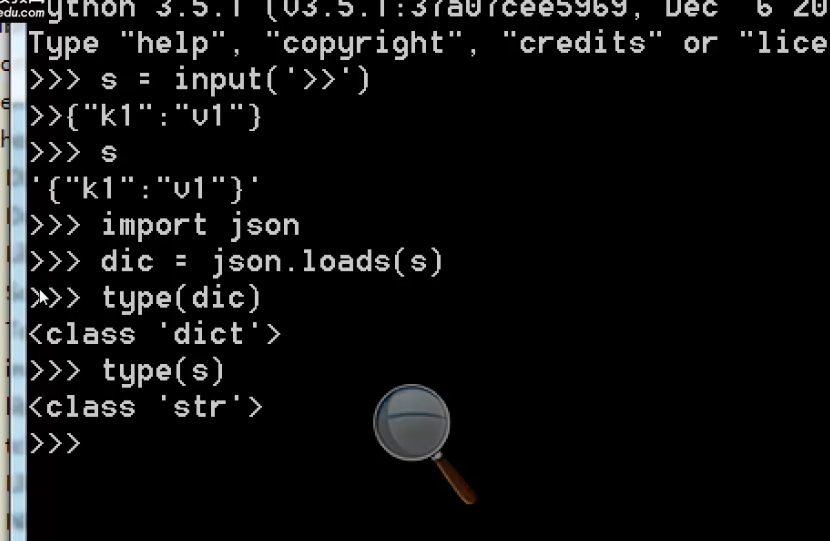 edu.com
ython 3.5.1 (v3.5.1:37a07cee5969, Dec 6 20
Type "help", "copyright", "credits" or "lice
>>> s = input('>>')
>>{"k1":"v1"}
>>> s
'{"k1":"v1"}'
>>> import json
>>> dic = json.loads(s)
>>> type(dic)
<class 'dict'>
>>> type(s)
<class 'str'>
>>>